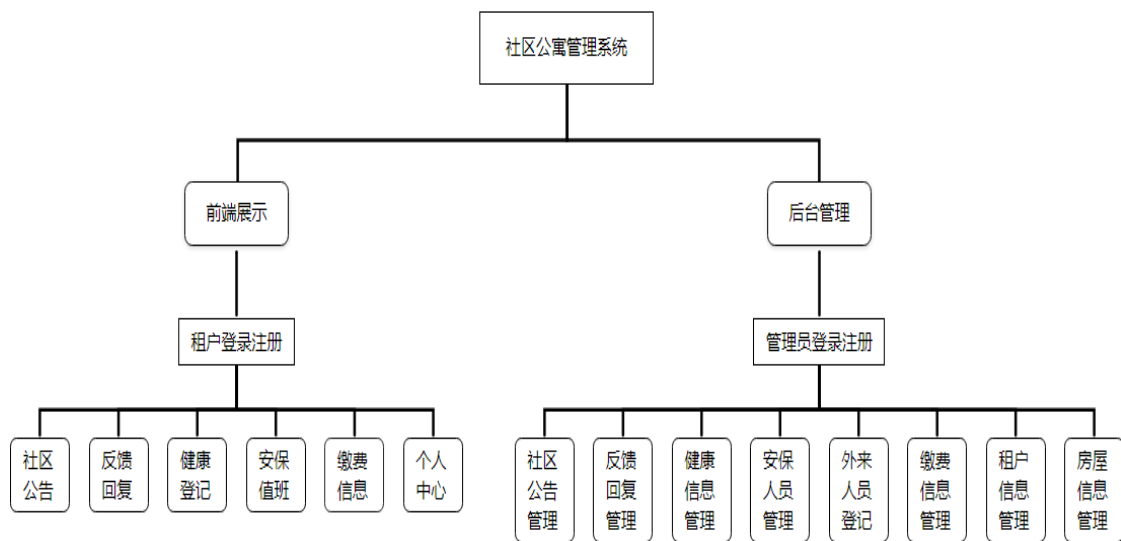 社区公寓管理系统
前端展示
后台管理
租户登录注册
管理员登录注册
社区
公告
反馈
回复
健康
登记
安保
值班
缴费
信息
个人
中心
社区
公告
管理
反馈
回复
管理
健康
信息
管理
安保
人员
管理
外来
人员
登记
缴费
信息
管理
租户
信息
管理
房屋
信息
管理